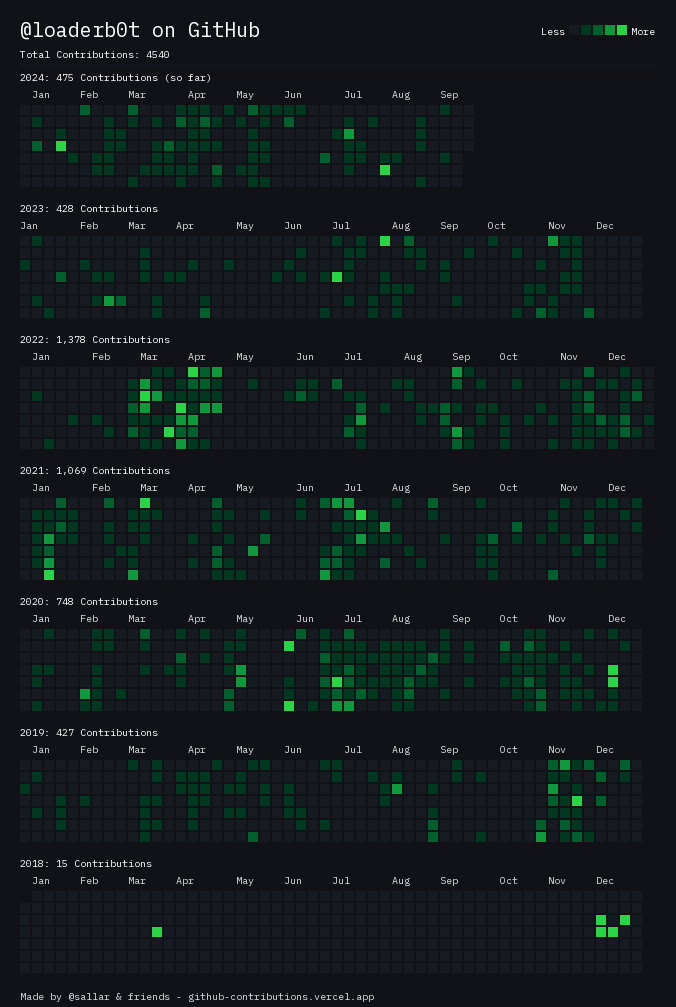 @loaderb0t on GitHub
Less More
Total Contributions: 4540
2024: 475 Contributions (so far)
Jan Feb Mar Apr May Jun Jul Aug Sep
2023: 428 Contributions
Jan Feb Mar Apr May Jun Jul Aug Sep Oct Nov Dec
2022: 1,378 Contributions
Jan Feb Mar Apr May Jun Jul Aug Sep Oct Nov Dec
2021: 1,069 Contributions
Jan Feb Mar Apr May Jun Jul Aug Sep Oct Nov Dec
2020: 748 Contributions
Jan Feb Mar Apr May Jun Jul Aug Sep Oct Dec
2019: 427 Contributions
Jan Feb Mar Apr May Jun Jul Aug Sep Oct Nov Dec
2018: 15 Contributions
Jan Feb Mar Apr May Jun Jul Aug Sep Oct Nov Dec
Made by @sallar & friends - github-contributions.vercel.app